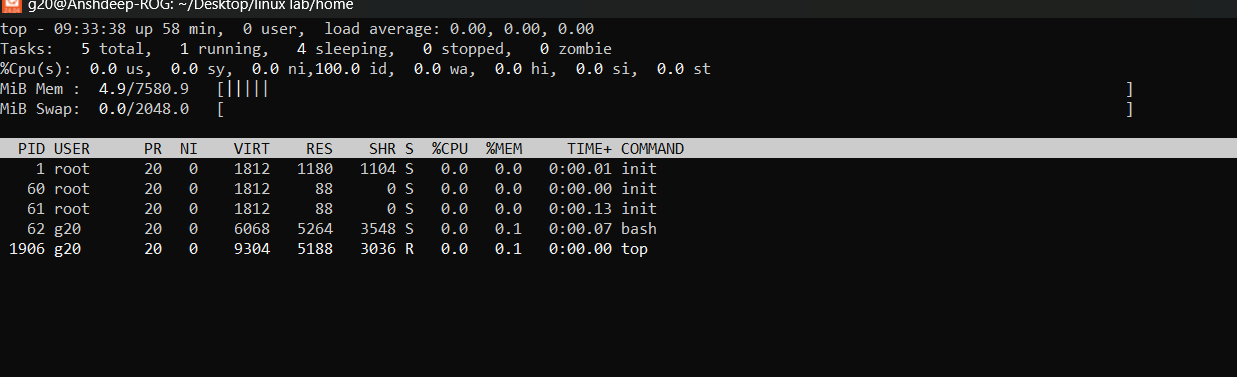 g20@Anshdeep-ROG: ~/Desktop/linux lab/home
top - 09:33:38 up 58 min,  0 user,  load average: 0.00, 0.00, 0.00
Tasks:   5 total,   1 running,   4 sleeping,   0 stopped,   0 zombie
%Cpu(s):  0.0 us,  0.0 sy,  0.0 ni,100.0 id,  0.0 wa,  0.0 hi,  0.0 si,  0.0 st
MiB Mem :  4.9/7580.9   [|||||                                                                                               ]
MiB Swap:  0.0/2048.0   [                                                                                                    ]
  PID USER      PR  NI    VIRT    RES    SHR S  %CPU  %MEM     TIME+ COMMAND
    1 root      20   0    1812   1180   1104 S   0.0   0.0   0:00.01 init
   60 root      20   0    1812     88      0 S   0.0   0.0   0:00.00 init
   61 root      20   0    1812     88      0 S   0.0   0.0   0:00.13 init
   62 g20       20   0    6068   5264   3548 S   0.0   0.1   0:00.07 bash
 1906 g20       20   0    9304   5188   3036 R   0.0   0.1   0:00.00 top